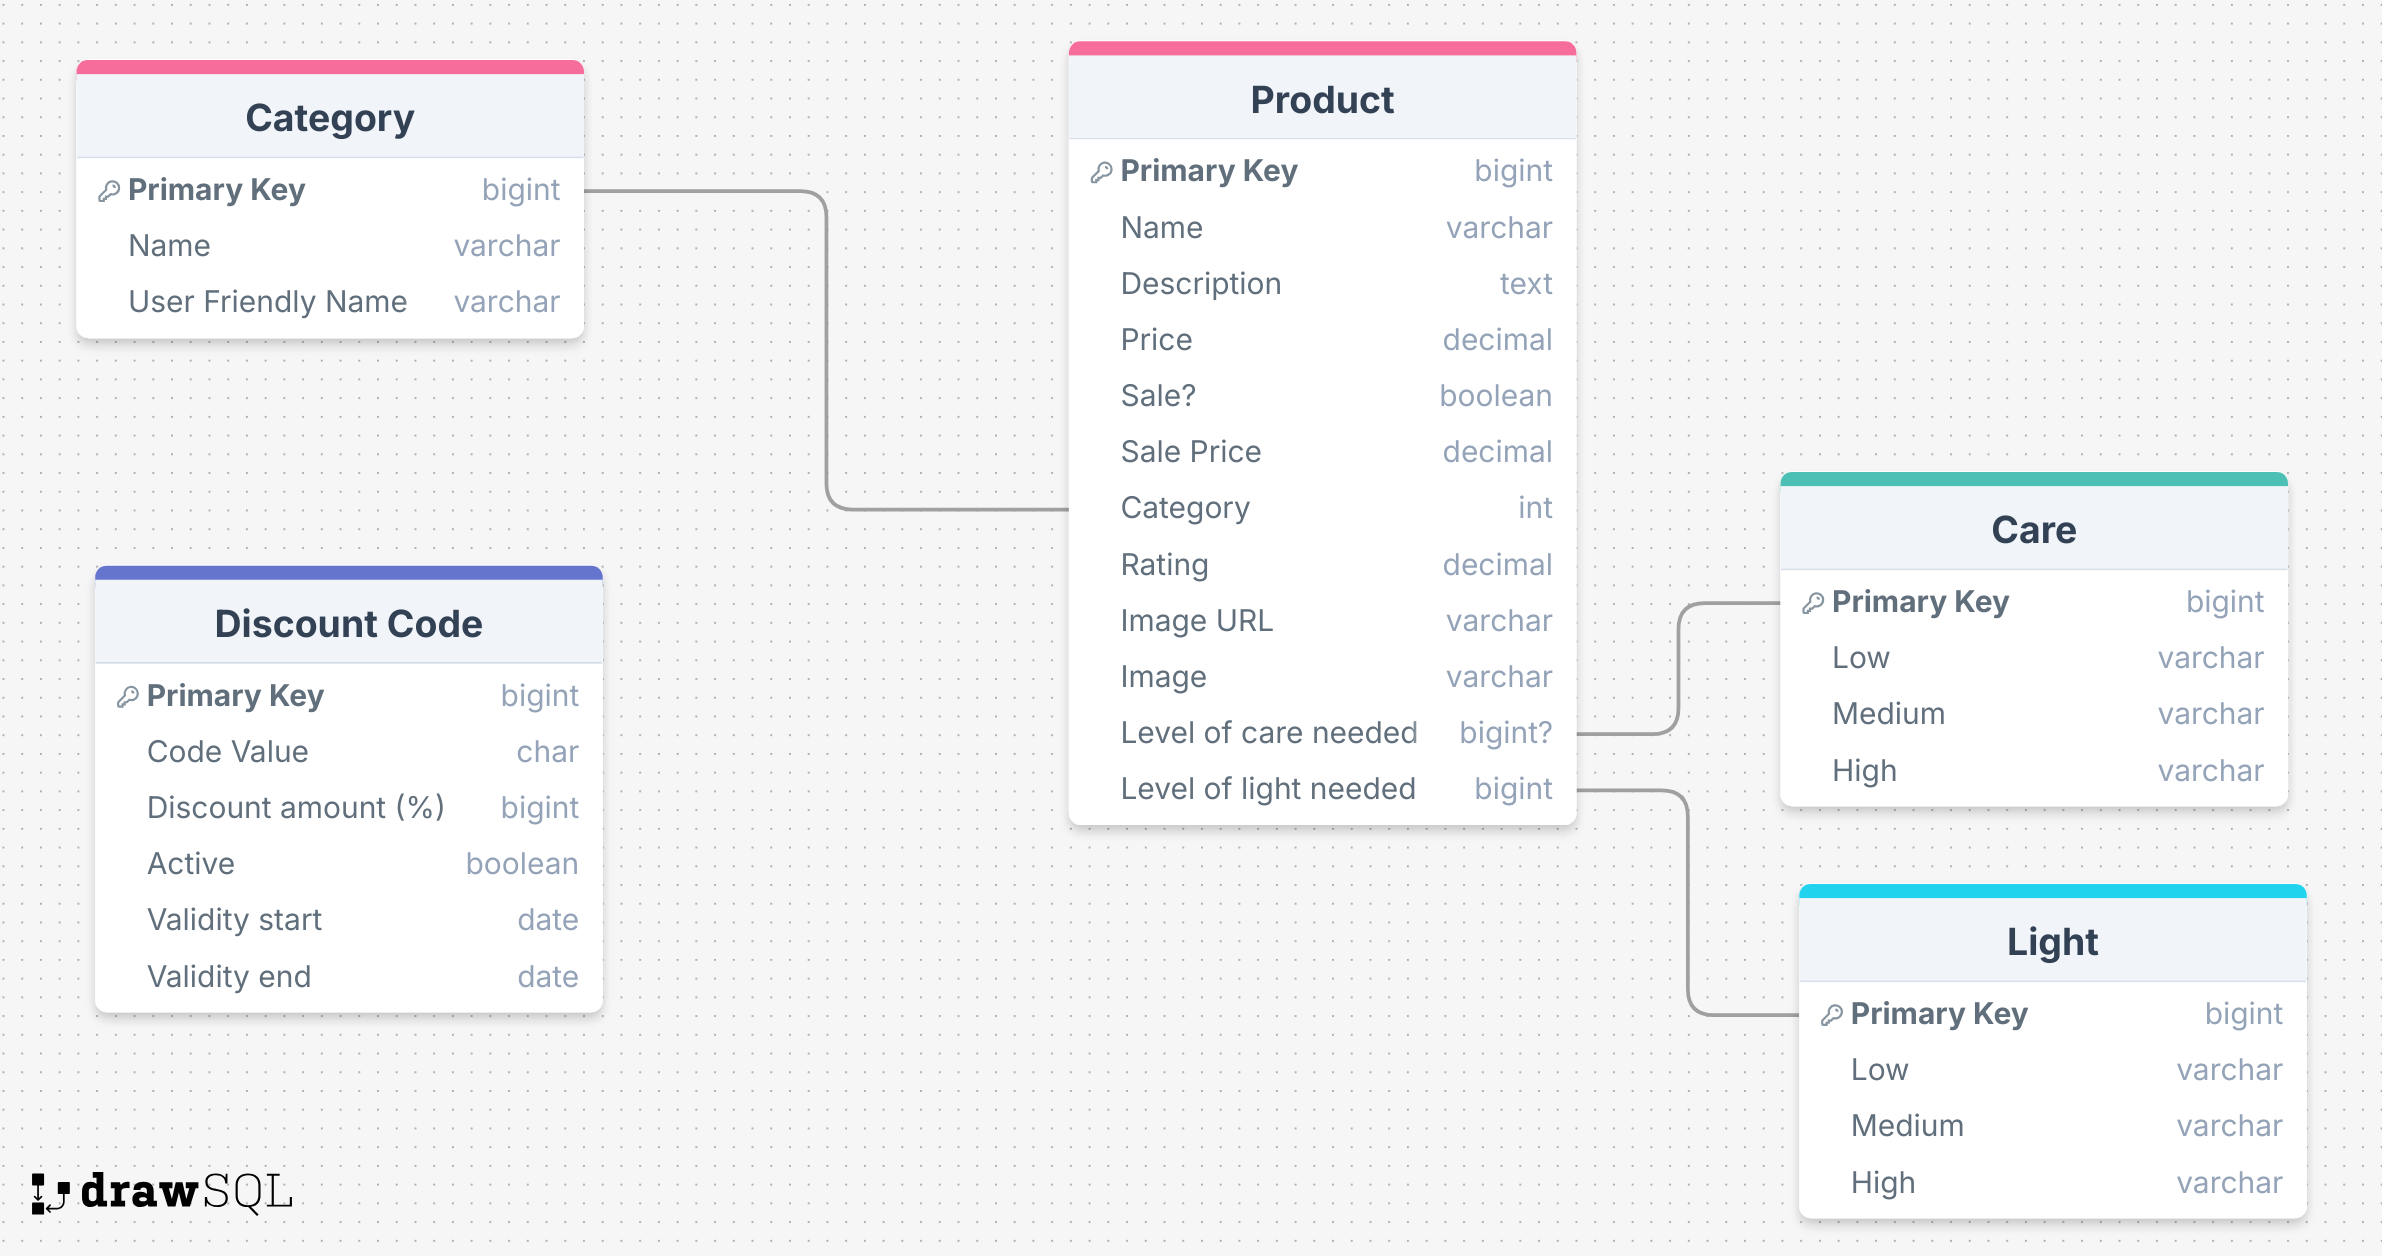 Category
Primary Key bigint
Name varchar
User Friendly Name varchar
Product
Primary Key bigint
Name varchar
Description text
Price decimal
Sale? boolean
Sale Price decimal
Category int
Rating decimal
Image URL varchar
Image varchar
Level of care needed bigint?
Level of light needed bigint
Discount Code
Primary Key bigint
Code Value char
Discount amount (%) bigint
Active boolean
Validity start date
Validity end date
Care
Primary Key bigint
Low varchar
Medium varchar
High varchar
Light
Primary Key bigint
Low varchar
Medium varchar
High varchar
drawSQL